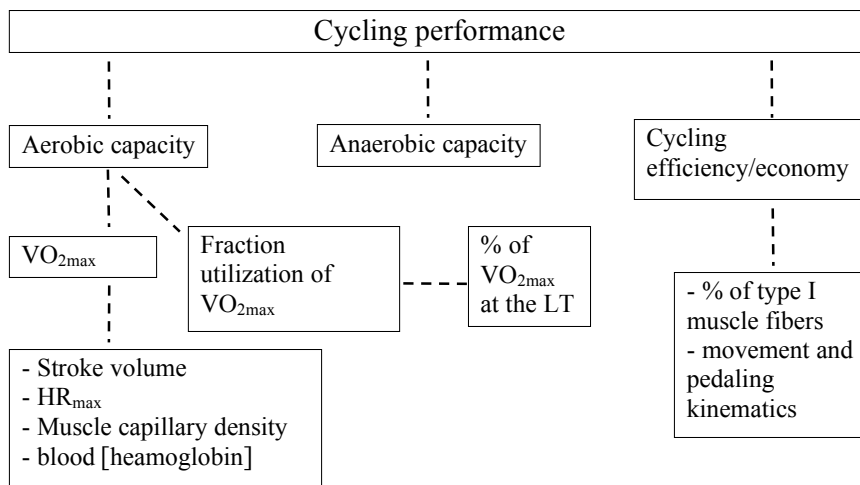 Cycling performance
Aerobic capacity
Anaerobic capacity
Cycling
efficiency/economy
VO2max
Fraction
utilization of
VO2max
% of
VO2max
at the LT
- % of type I
muscle fibers
- movement and
pedaling
kinematics
- Stroke volume
- HRmax
- Muscle capillary density
- blood [heamoglobin]